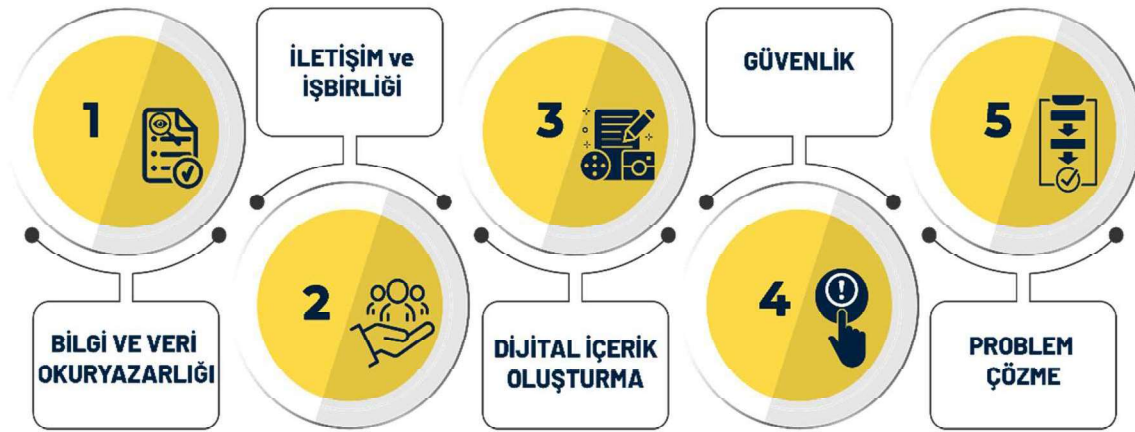 1
BİLGİ VE VERİ
OKURYAZARLIĞI
İLETİŞİM ve
İŞBİRLİĞİ
2
3
DİJİTAL İÇERİK
OLUŞTURMA
GÜVENLİK
4
5
PROBLEM
ÇÖZME